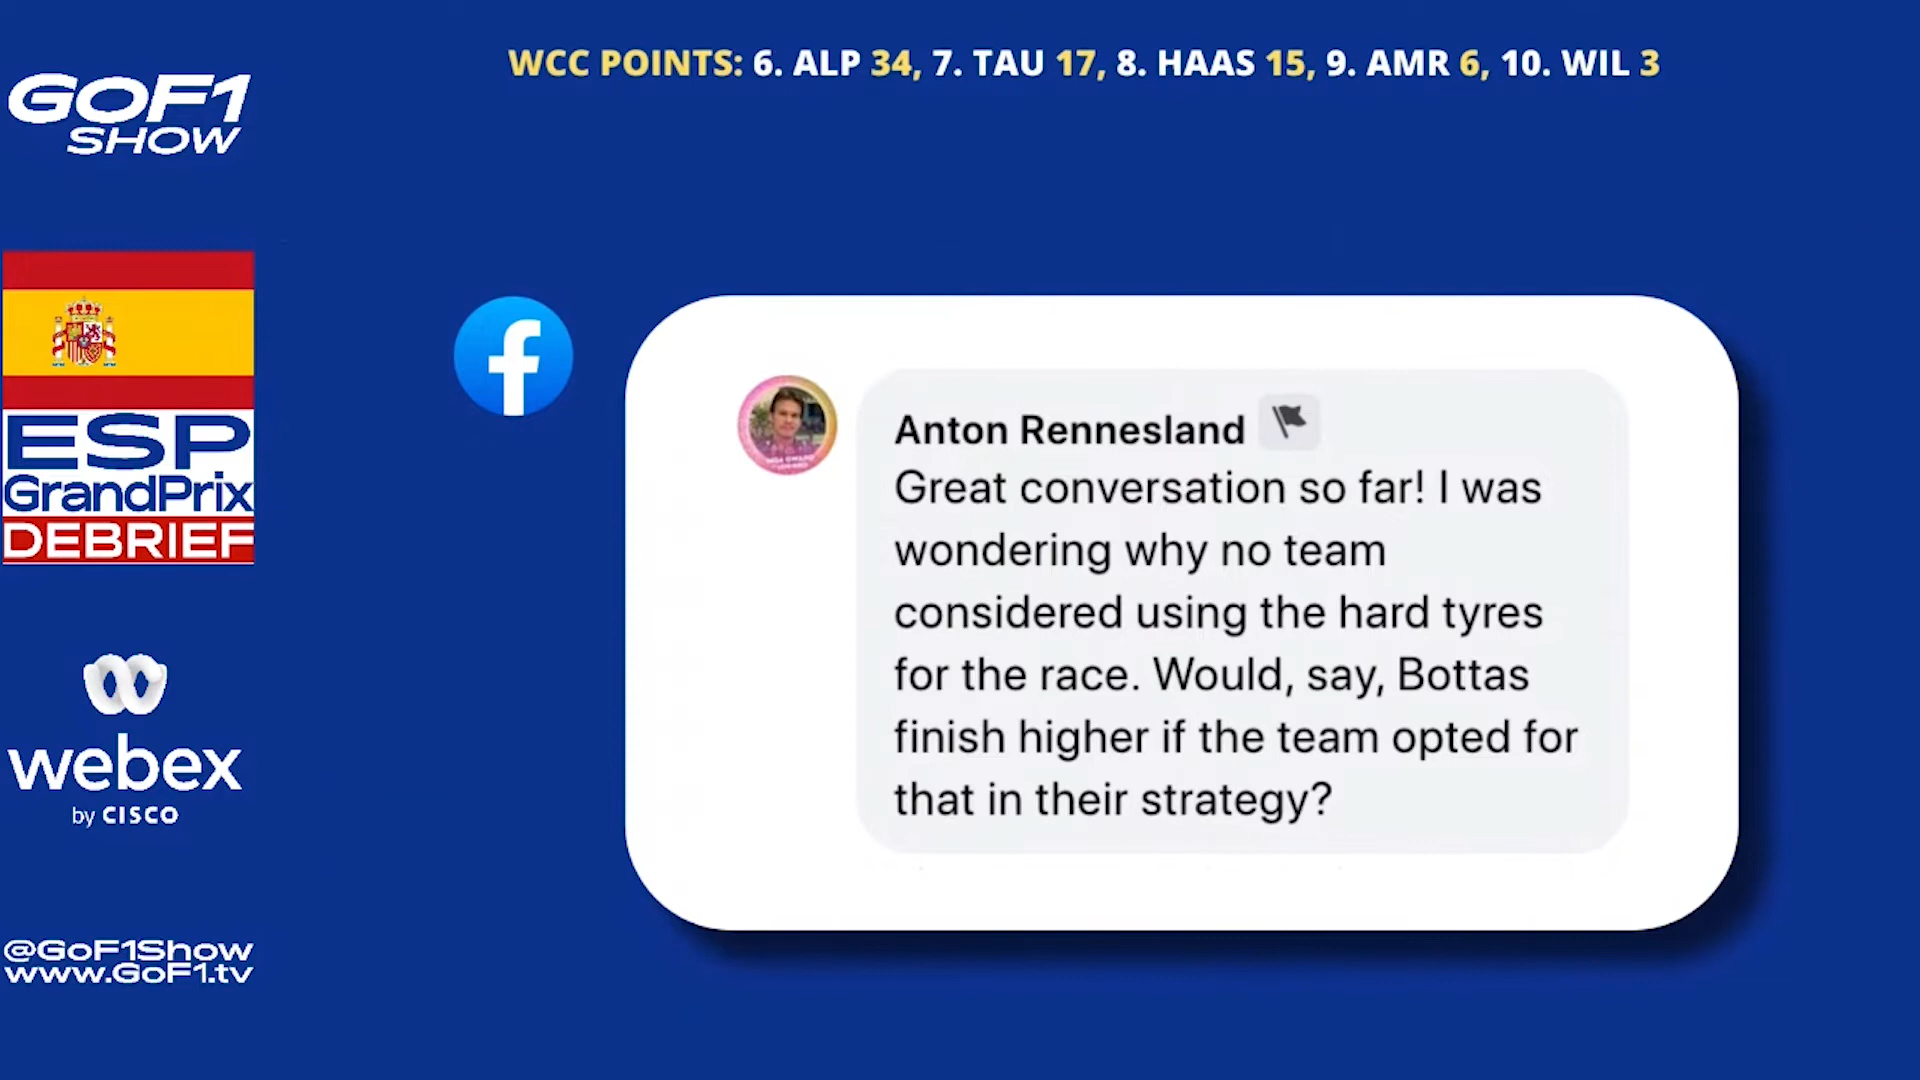 WCC POINTS: 6. ALP 34, 7. TAU 17, 8. HAAS 15, 9. AMR 6, 10. WIL 3
GOF1
SHOW
ESP
GrandPrix
DEBRIEF
webex
by CISCO
@GoF1Show
www.GoF1.tv
Anton Rennesland
Great conversation so far! I was
wondering why no team
considered using the hard tyres
for the race. Would, say, Bottas
finish higher if the team opted for
that in their strategy?